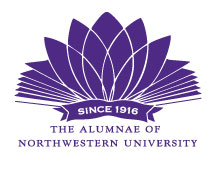 SINCE 1916
THE ALUMNAE OF
NORTHWESTERN UNIVERSITY